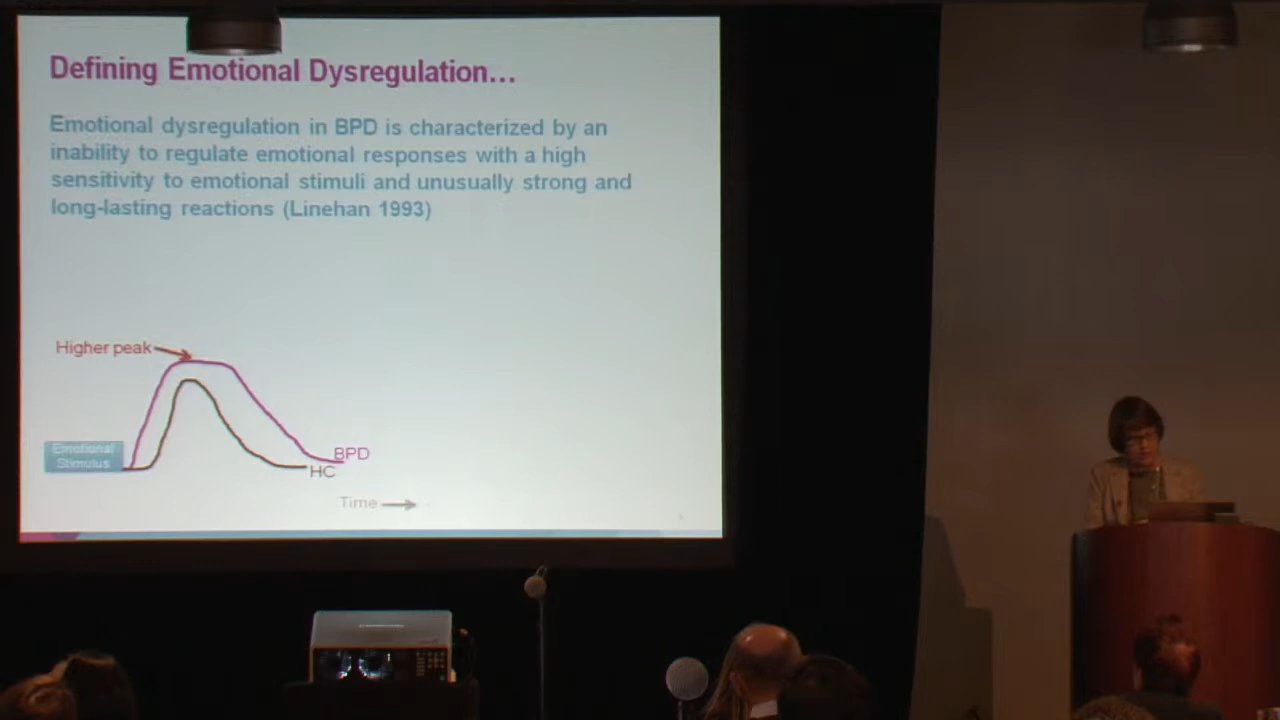 Defining Emotional Dysregulation...
Emotional dysregulation in BPD is characterized by an
inability to regulate emotional responses with a high
sensitivity to emotional stimuli and unusually strong and
long-lasting reactions (Linehan 1993)
Higher peak
Emotional
Stimulus
BPD
HC
Time